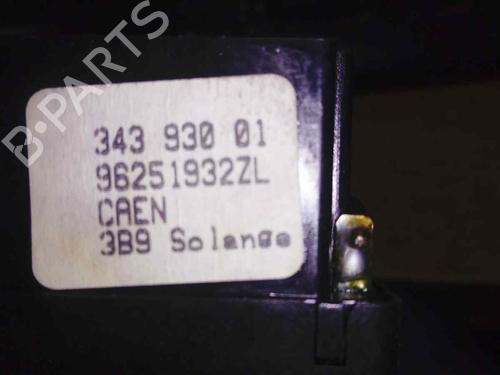 B-PARTS
343 930 01
96251932ZL
CAEN
3B9 Solange